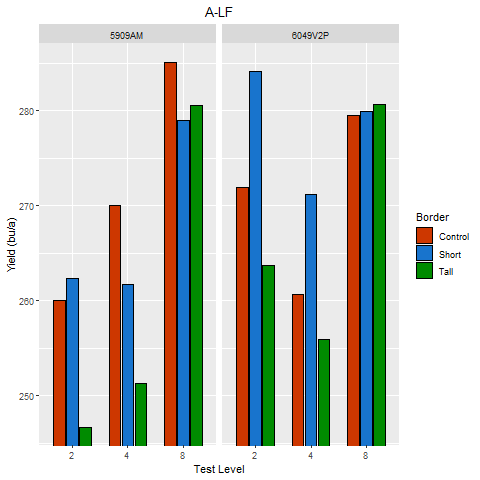 A-LF
5909AM
6049V2P
Yield (bu/a)
280
270
260
250
2
4
8
2
4
8
Test Level
Border
Control
Short
Tall